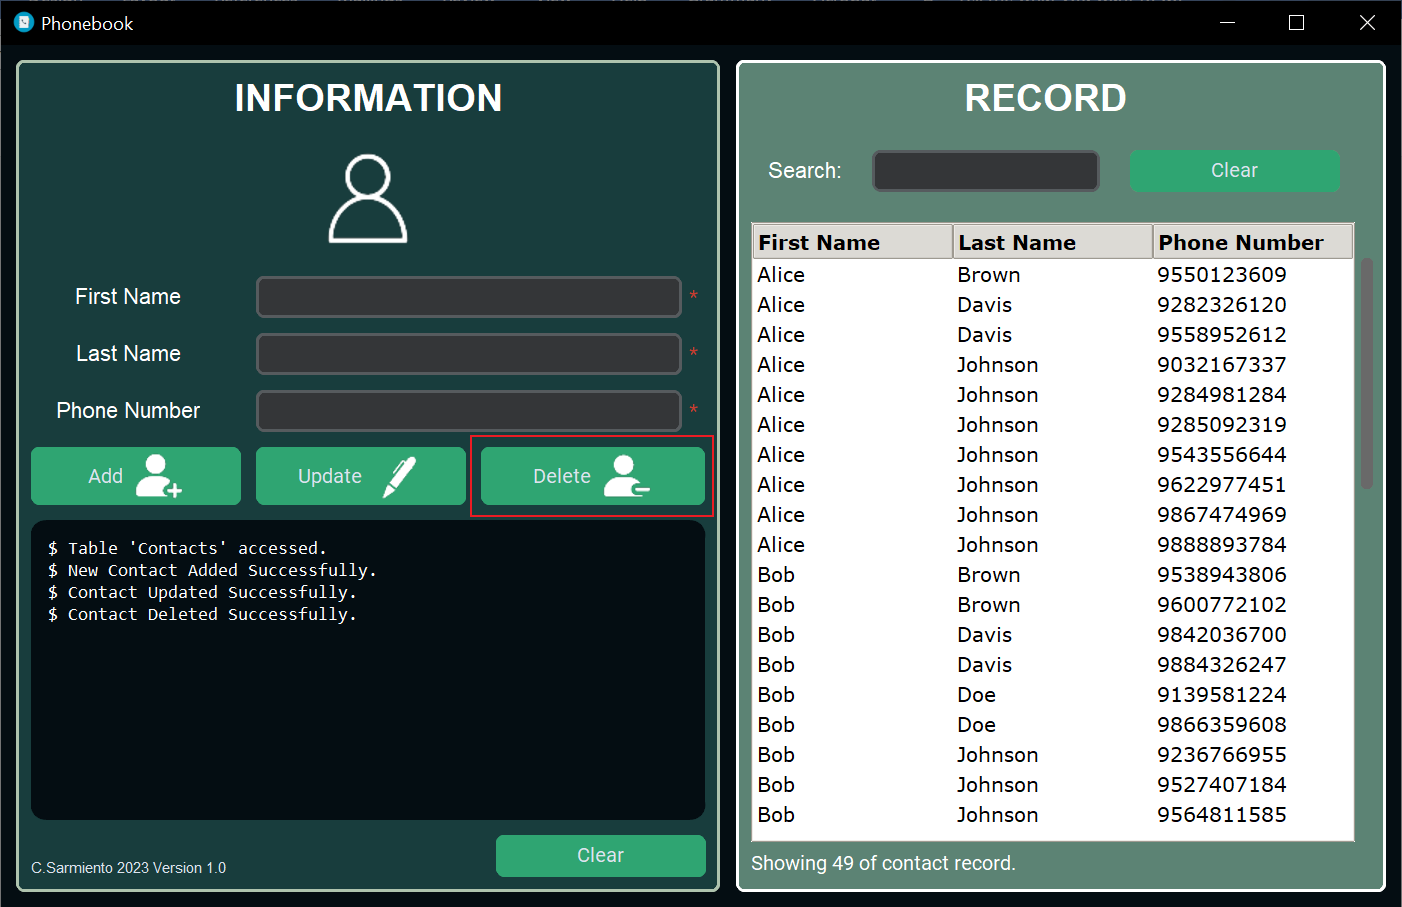 Phonebook
INFORMATION
First Name *
Last Name *
Phone Number *
Add Update Delete
$ Table 'Contacts' accessed.
$ New Contact Added Successfully.
$ Contact Updated Successfully.
$ Contact Deleted Successfully.
Clear
C.Sarmiento 2023 Version 1.0
RECORD
Search: Clear
First Name Last Name Phone Number
Alice Brown 9550123609
Alice Davis 9282326120
Alice Davis 9558952612
Alice Johnson 9032167337
Alice Johnson 9284981284
Alice Johnson 9285092319
Alice Johnson 9543556644
Alice Johnson 9622977451
Alice Johnson 9867474969
Alice Johnson 9888893784
Bob Brown 9538943806
Bob Brown 9600772102
Bob Davis 9842036700
Bob Davis 9884326247
Bob Doe 9139581224
Bob Doe 9866359608
Bob Johnson 9236766955
Bob Johnson 9527407184
Bob Johnson 9564811585
Showing 49 of contact record.